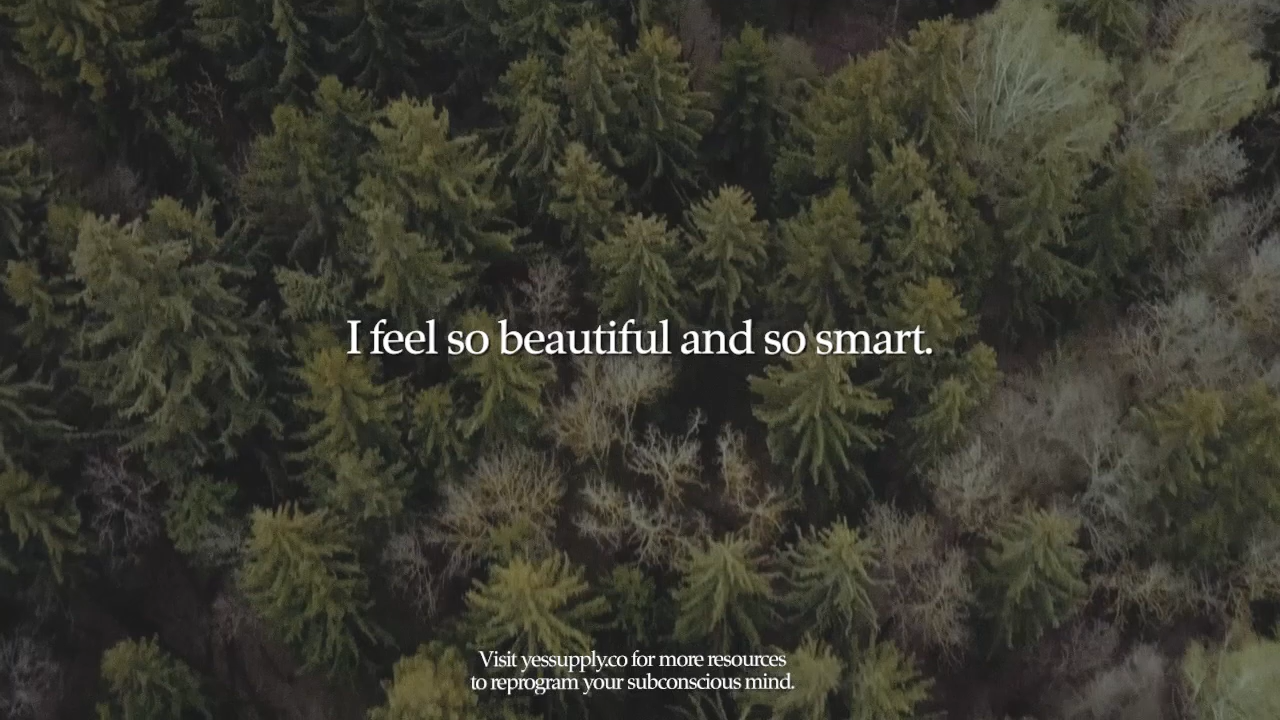 I feel so beautiful and so smart.
Visit yessupply.co for more resources
to reprogram your subconscious mind.